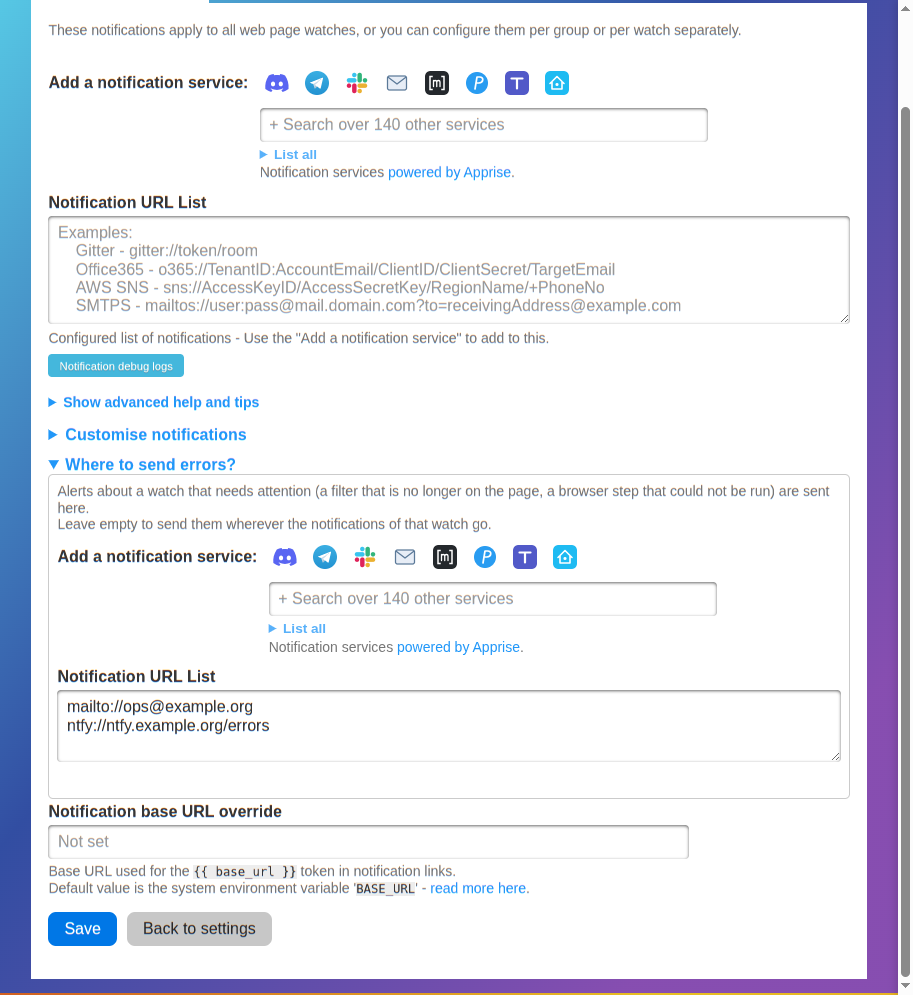 These notifications apply to all web page watches, or you can configure them per group or per watch separately.
Add a notification service:
[m]
P
T
+ Search over 140 other services
▶ List all
Notification services powered by Apprise.
Notification URL List
Examples:
Gitter - gitter://token/room
Office365 - o365://TenantID:AccountEmail/ClientID/ClientSecret/TargetEmail
AWS SNS - sns://AccessKeyID/AccessSecretKey/RegionName/+PhoneNo
SMTPS - mailtos://user:pass@mail.domain.com?to=receivingAddress@example.com
Configured list of notifications - Use the "Add a notification service" to add to this.
Notification debug logs
▶ Show advanced help and tips
▶ Customise notifications
▼ Where to send errors?
Alerts about a watch that needs attention (a filter that is no longer on the page, a browser step that could not be run) are sent
here.
Leave empty to send them wherever the notifications of that watch go.
Add a notification service:
[m]
P
T
+ Search over 140 other services
▶ List all
Notification services powered by Apprise.
Notification URL List
mailto://ops@example.org
ntfy://ntfy.example.org/errors
Notification base URL override
Not set
Base URL used for the {{ base_url }} token in notification links.
Default value is the system environment variable 'BASE_URL' - read more here.
Save
Back to settings